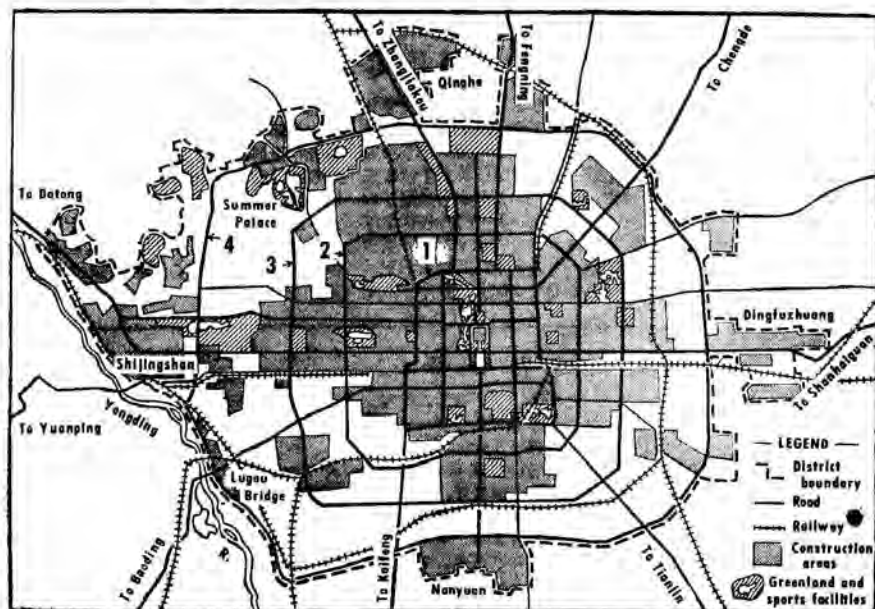 To Zhangjiakou
To Fengning
To Chengde
Qinghe
Summer
Palace
To Datong
4
3
2
1
Dingfuzhuang
To Shanhaiguan
Shijingshan
To Yuanping
Yongding
R.
Lugou
Bridge
To Baoding
To Kaifeng
Nanyuan
To Tianjin
LEGEND
District
boundary
Road
Railway
Construction
areas
Greenland and
sports facilities